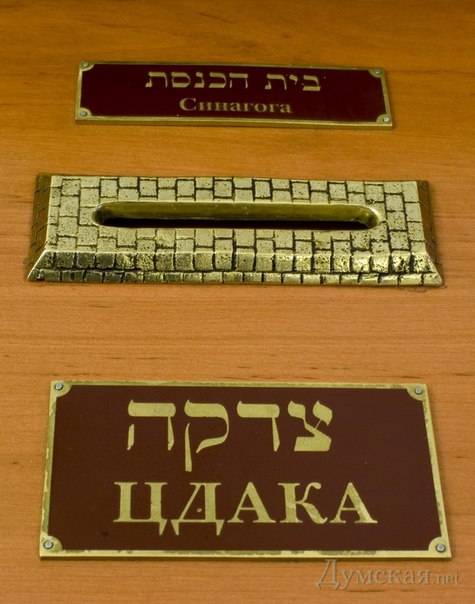 בית הכנסת
Синагога
צדקה
ЦДАКА
Думская.net